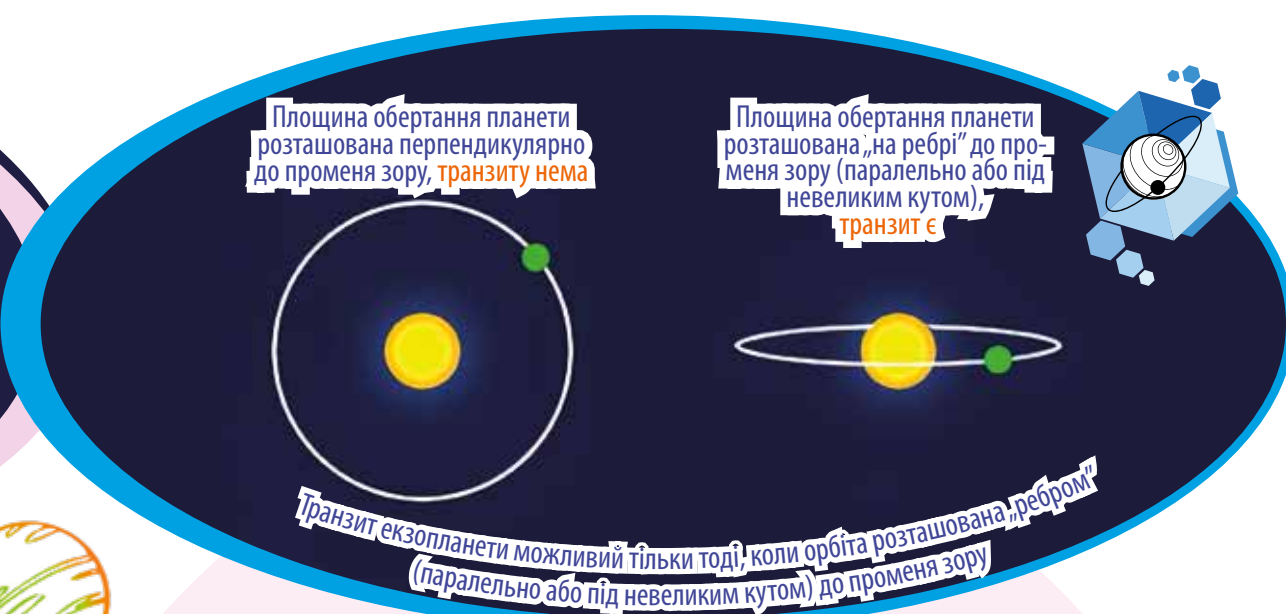 Площина обертання планети
розташована перпендикулярно
до променя зору, транзиту нема
Площина обертання планети
розташована „на ребрі" до про-
меня зору (паралельно або під
невеликим кутом),
транзит є
Транзит екзопланети можливий тільки тоді, коли орбіта розташована „ребром"
(паралельно або під невеликим кутом) до променя зору